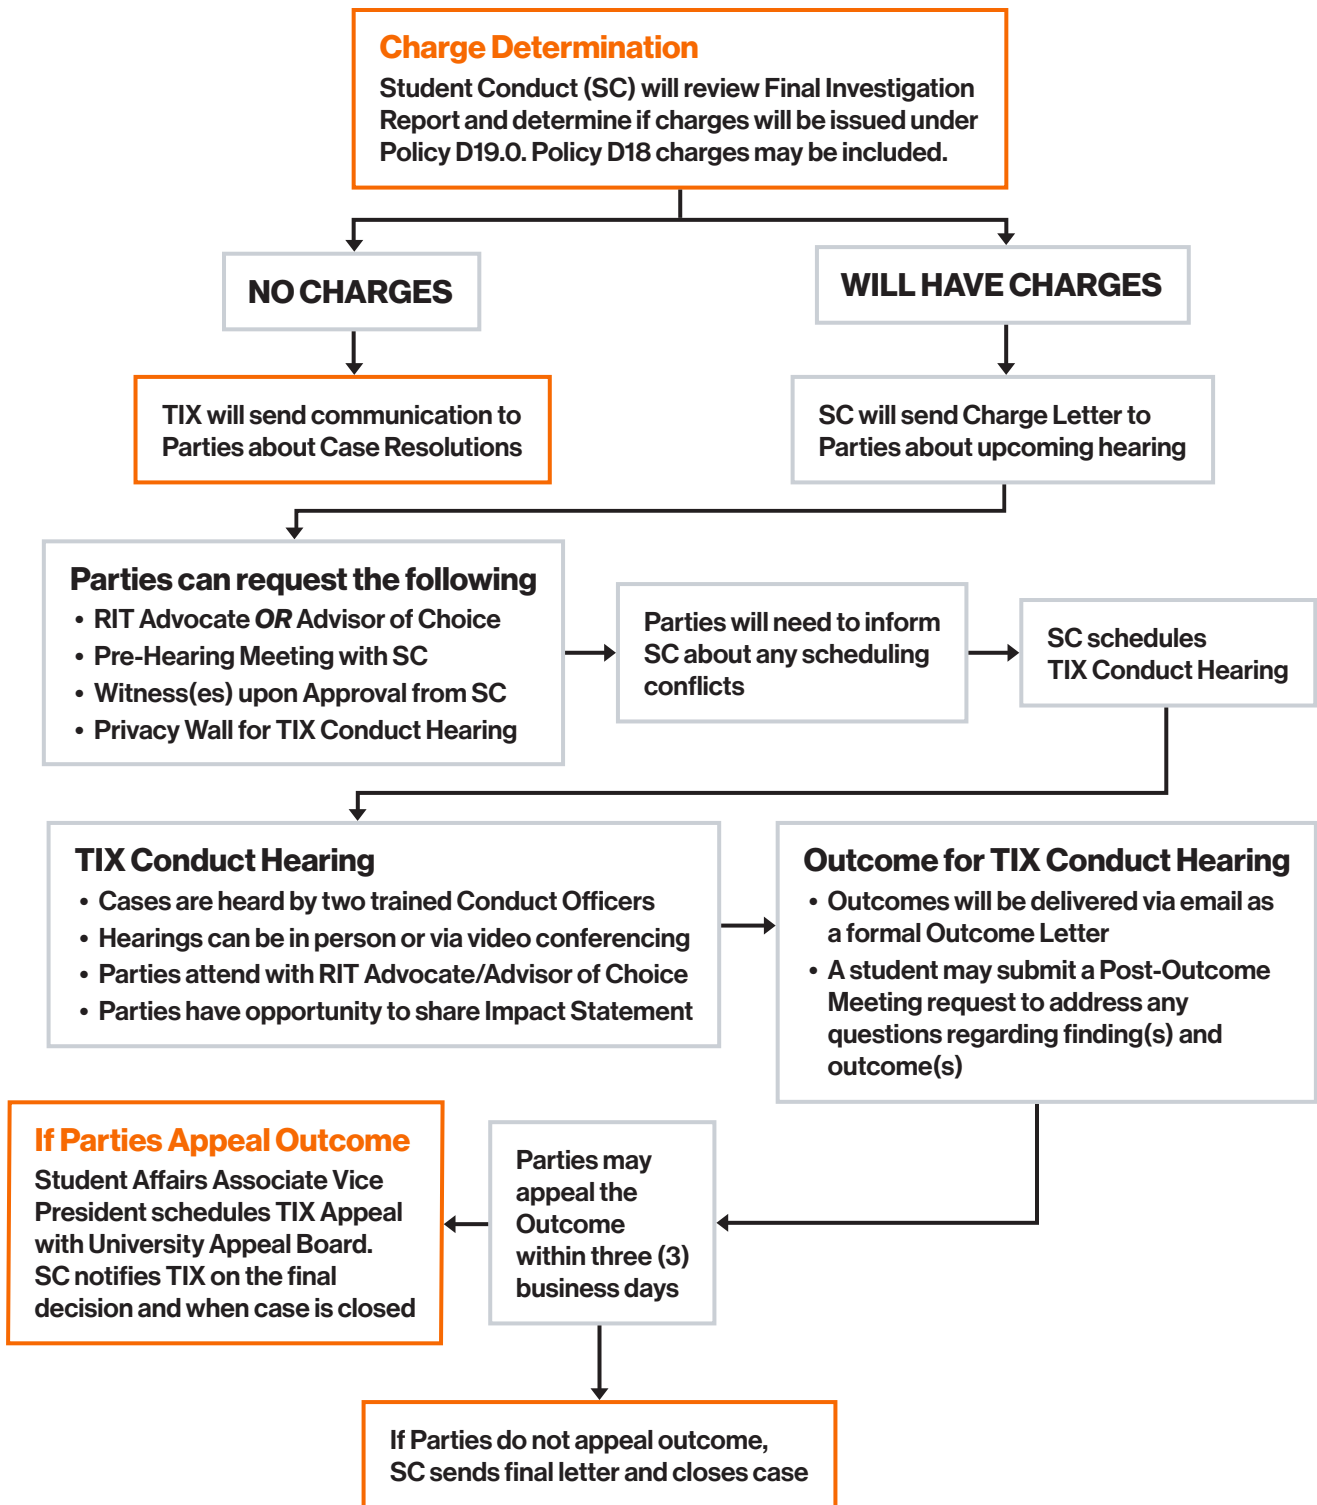 Charge Determination
Student Conduct (SC) will review Final Investigation
Report and determine if charges will be issued under
Policy D19.0. Policy D18 charges may be included.
NO CHARGES
WILL HAVE CHARGES
TIX will send communication to
Parties about Case Resolutions
SC will send Charge Letter to
Parties about upcoming hearing
Parties can request the following
• RIT Advocate OR Advisor of Choice
• Pre-Hearing Meeting with SC
• Witness(es) upon Approval from SC
• Privacy Wall for TIX Conduct Hearing
Parties will need to inform
SC about any scheduling
conflicts
SC schedules
TIX Conduct Hearing
TIX Conduct Hearing
• Cases are heard by two trained Conduct Officers
• Hearings can be in person or via video conferencing
• Parties attend with RIT Advocate/Advisor of Choice
• Parties have opportunity to share Impact Statement
Outcome for TIX Conduct Hearing
• Outcomes will be delivered via email as
a formal Outcome Letter
• A student may submit a Post-Outcome
Meeting request to address any
questions regarding finding(s) and
outcome(s)
If Parties Appeal Outcome
Student Affairs Associate Vice
President schedules TIX Appeal
with University Appeal Board.
SC notifies TIX on the final
decision and when case is closed
Parties may
appeal the
Outcome
within three (3)
business days
If Parties do not appeal outcome,
SC sends final letter and closes case